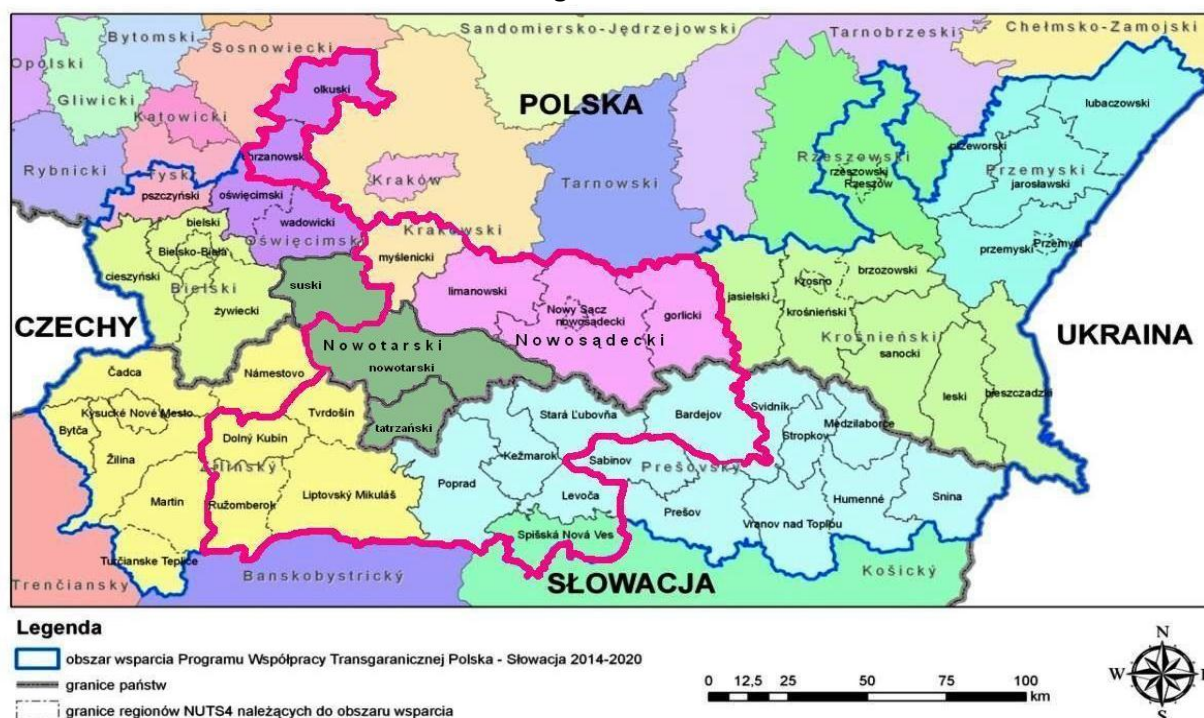 Sandomiersko-Jędrzejowski
Chełmsko-Zamojski
Tarnobrzeski
Bytomski
Sosnowiecki
Opolski
olkuski
POLSKA
lubaczowski
Gliwicki
Katowicki
chrzanowski
przeworski
Rzeszowski
Przemyski
Rybnicki
Tyski
Kraków
rzeszowski
Rzeszów
jarosławski
pszczyński
oświęcimski
Tarnowski
bielski
wadowicki
Oświęcimski
Krakowski
przemyski
Przemyśl
Bielsko-Biała
cieszyński
myślenicki
brzozowski
Krosno
jasielski
Bielski
suski
limanowski
krośnieński
żywiecki
Nowy Sącz
nowosądecki
gorlicki
CZECHY
UKRAINA
Krośnieński
Nowotarski
Nowosądecki
sanocki
nowotarski
Čadca
Námestovo
leski
bieszczadzki
Kysucké Nové Mesto
Tvrdošín
tatrzański
Stará Ľubovňa
Bardejov
Svidník
Medzilaborce
Bytča
Stropkov
Dolný Kubín
Žilina
Žilinský
Kežmarok
Sabinov
Prešovský
Poprad
Martin
Ružomberok
Liptovský Mikuláš
Levoča
Prešov
Humenné
Snina
Vranov nad Topľou
Spišská Nová Ves
Turčianske Teplice
Trenčiansky
Banskobystrický
SŁOWACJA
Košický
Legenda
obszar wsparcia Programu Współpracy Transgranicznej Polska - Słowacja 2014-2020
granice państw
granice regionów NUTS4 należących do obszaru wsparcia
0 12,5 25 50 75 100
km
N
W
S